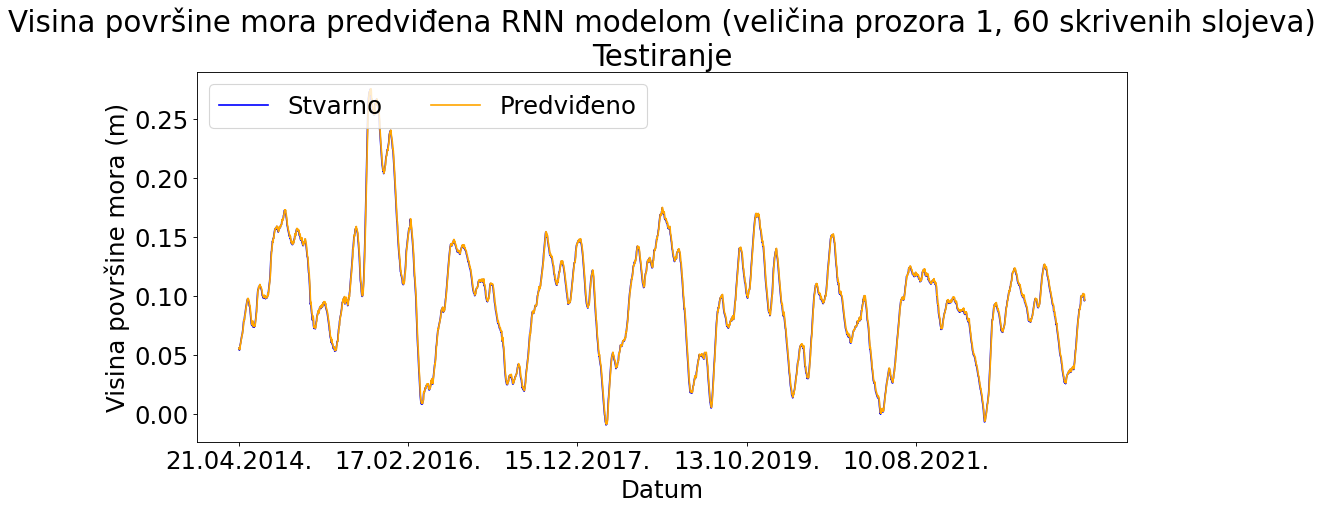 Visina površine mora predviđena RNN modelom (veličina prozora 1, 60 skrivenih slojeva)
Testiranje
Stvarno
Predviđeno
Visina površine mora (m)
0.25
0.20
0.15
0.10
0.05
0.00
21.04.2014.
17.02.2016.
15.12.2017.
13.10.2019.
10.08.2021.
Datum